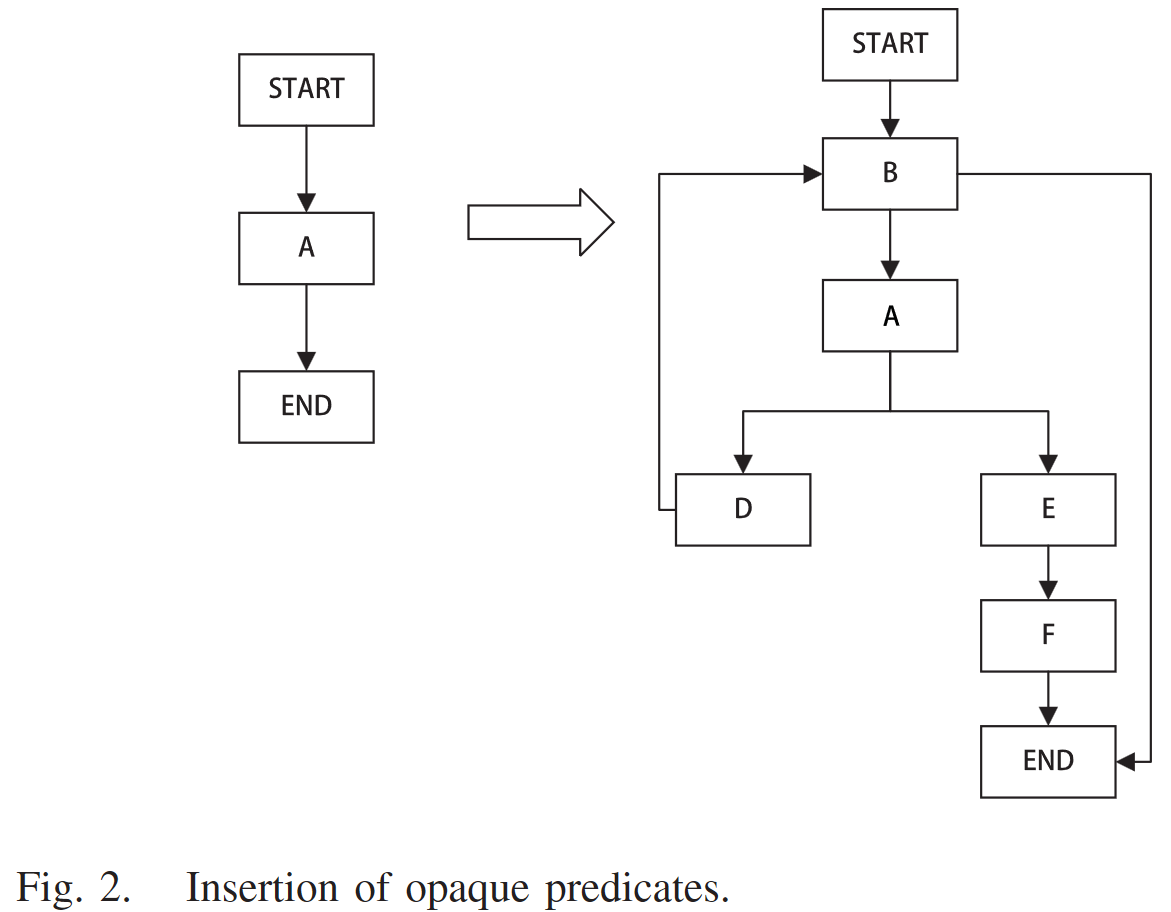 START
A
END
START
B
A
D
E
F
END
Fig. 2. Insertion of opaque predicates.